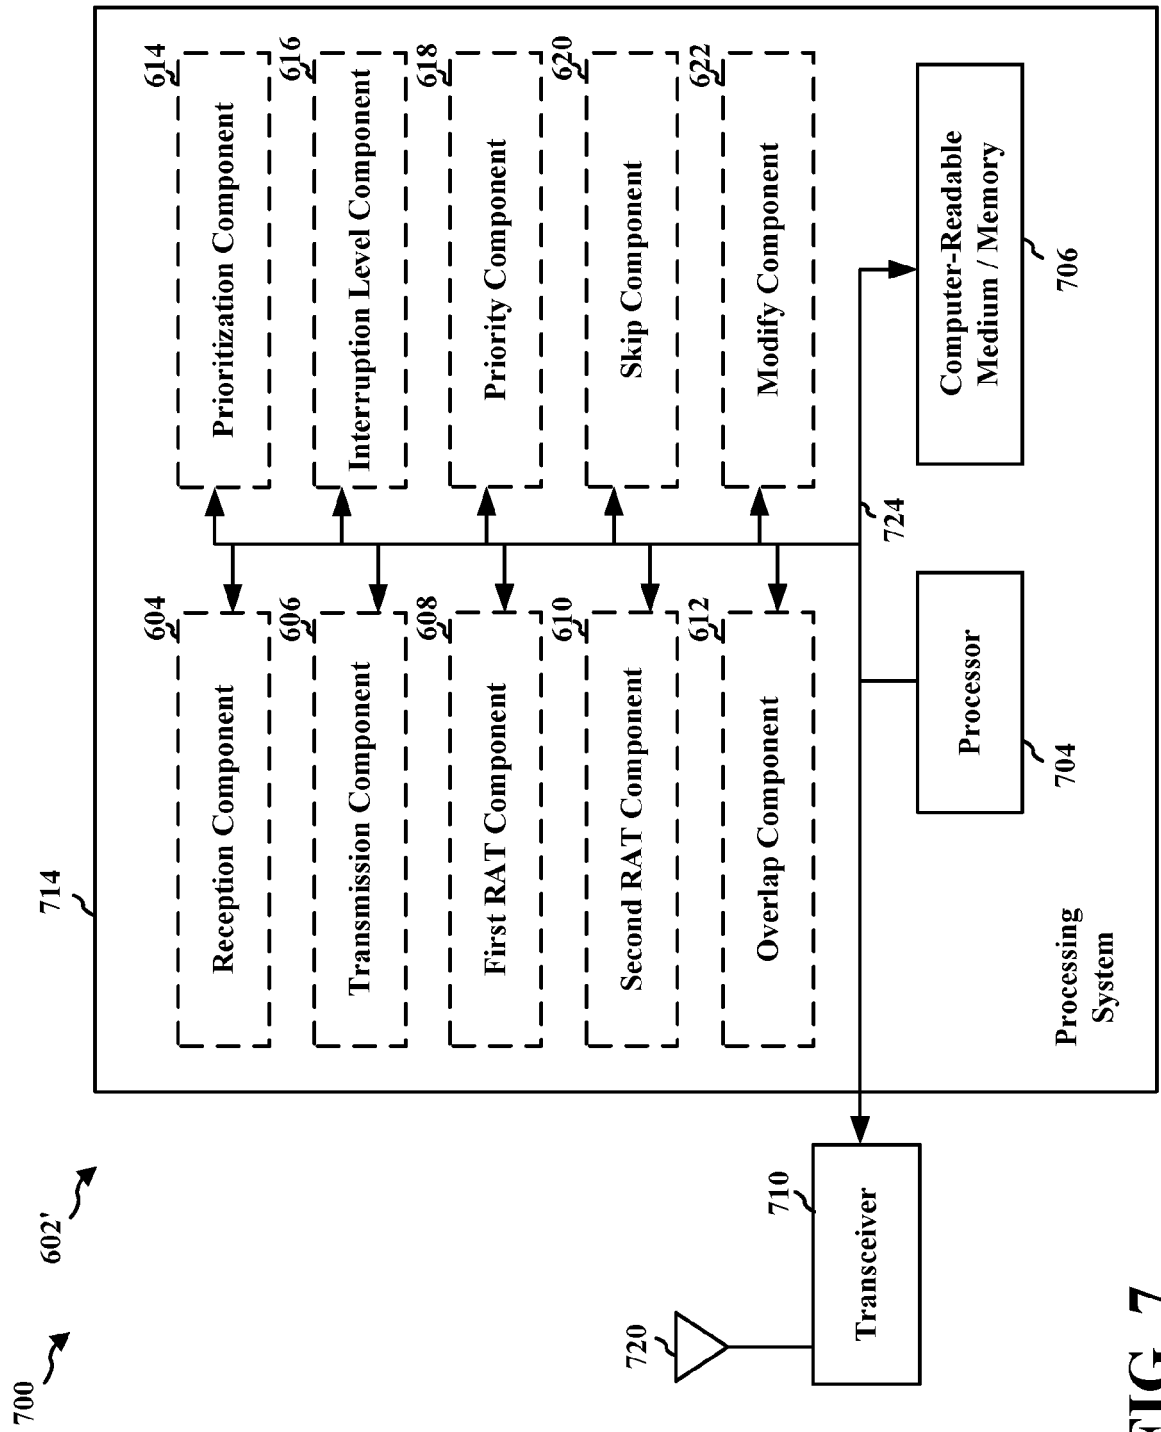 700
602'
714
Reception Component
604
Prioritization Component
614
Transmission Component
606
Interruption Level Component
616
First RAT Component
608
Priority Component
618
Second RAT Component
610
Skip Component
620
Overlap Component
612
Modify Component
622
720
710
Transceiver
724
Processor
704
Computer-Readable
Medium / Memory
706
Processing
System
FIG. 7